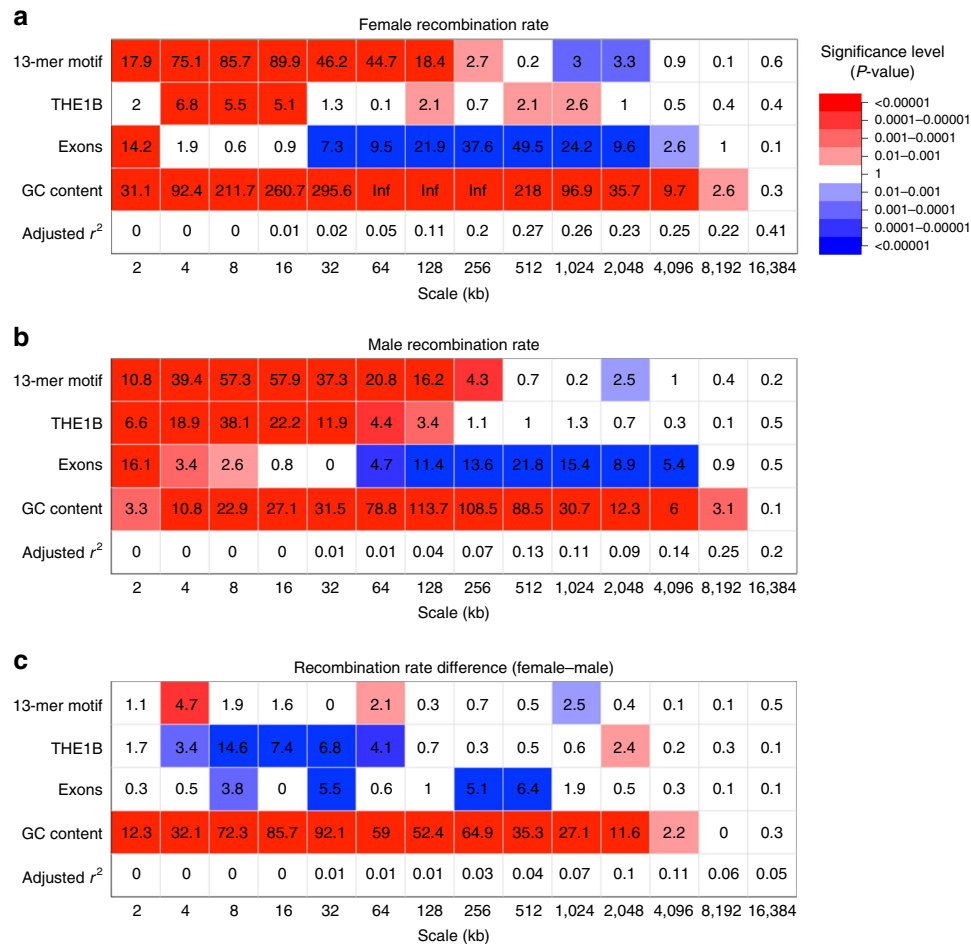 a
Female recombination rate
13-mer motif 17.9 75.1 85.7 89.9 46.2 44.7 18.4 2.7 0.2 3 3.3 0.9 0.1 0.6
THE1B 2 6.8 5.5 5.1 1.3 0.1 2.1 0.7 2.1 2.6 1 0.5 0.4 0.4
Exons 14.2 1.9 0.6 0.9 7.3 9.5 21.9 37.6 49.5 24.2 9.6 2.6 1 0.1
GC content 31.1 92.4 211.7 260.7 295.6 Inf Inf Inf 218 96.9 35.7 9.7 2.6 0.3
Adjusted r² 0 0 0 0.01 0.02 0.05 0.11 0.2 0.27 0.26 0.23 0.25 0.22 0.41
2 4 8 16 32 64 128 256 512 1,024 2,048 4,096 8,192 16,384
Scale (kb)
Significance level
(P-value)
<0.00001
0.0001–0.00001
0.001–0.0001
0.01–0.001
1
0.01–0.001
0.001–0.0001
0.0001–0.00001
<0.00001
b
Male recombination rate
13-mer motif 10.8 39.4 57.3 57.9 37.3 20.8 16.2 4.3 0.7 0.2 2.5 1 0.4 0.2
THE1B 6.6 18.9 38.1 22.2 11.9 4.4 3.4 1.1 1 1.3 0.7 0.3 0.1 0.5
Exons 16.1 3.4 2.6 0.8 0 4.7 11.4 13.6 21.8 15.4 8.9 5.4 0.9 0.5
GC content 3.3 10.8 22.9 27.1 31.5 78.8 113.7 108.5 88.5 30.7 12.3 6 3.1 0.1
Adjusted r² 0 0 0 0.01 0.01 0.04 0.07 0.13 0.11 0.09 0.14 0.25 0.2
2 4 8 16 32 64 128 256 512 1,024 2,048 4,096 8,192 16,384
Scale (kb)
c
Recombination rate difference (female–male)
13-mer motif 1.1 4.7 1.9 1.6 0 2.1 0.3 0.7 0.5 2.5 0.4 0.1 0.1 0.5
THE1B 1.7 3.4 14.6 7.4 6.8 4.1 0.7 0.3 0.5 0.6 2.4 0.2 0.3 0.1
Exons 0.3 0.5 3.8 0 5.5 0.6 1 5.1 6.4 1.9 0.5 0.3 0.1 0.1
GC content 12.3 32.1 72.3 85.7 92.1 59 52.4 64.9 35.3 27.1 11.6 2.2 0 0.3
Adjusted r² 0 0 0 0.01 0.01 0.01 0.03 0.04 0.07 0.1 0.11 0.06 0.05
2 4 8 16 32 64 128 256 512 1,024 2,048 4,096 8,192 16,384
Scale (kb)